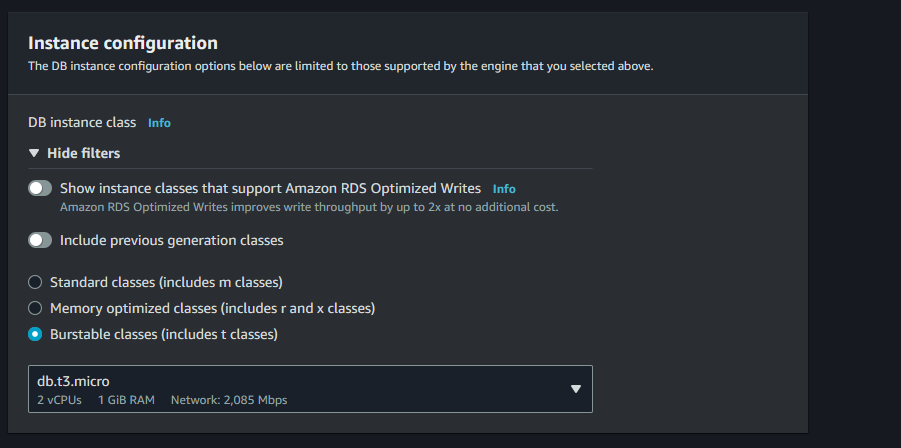 Instance configuration
The DB instance configuration options below are limited to those supported by the engine that you selected above.
DB instance class Info
Hide filters
Show instance classes that support Amazon RDS Optimized Writes Info
Amazon RDS Optimized Writes improves write throughput by up to 2x at no additional cost.
Include previous generation classes
Standard classes (includes m classes)
Memory optimized classes (includes r and x classes)
Burstable classes (includes t classes)
db.t3.micro
2 vCPUs 1 GiB RAM Network: 2,085 Mbps